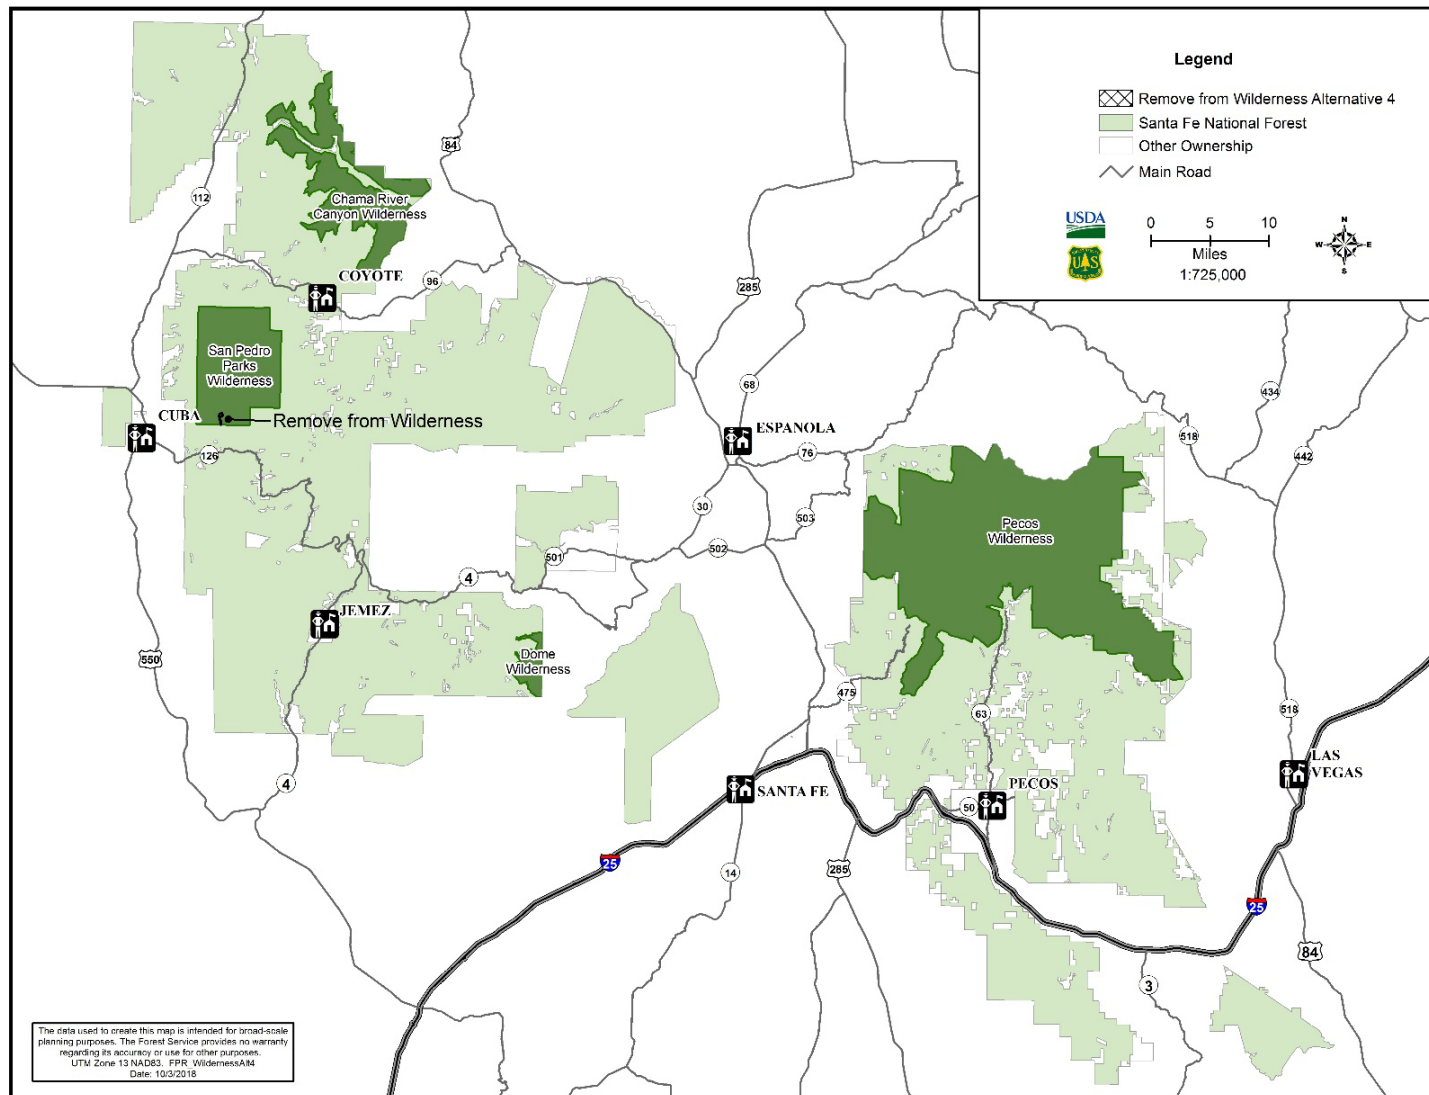 Legend
Remove from Wilderness Alternative 4
Santa Fe National Forest
Other Ownership
Main Road
USDA
UAS
0 5 10
Miles
1:725,000
N
W E
S
84
112
Chama River
Canyon Wilderness
COYOTE
96
285
San Pedro
Parks
Wilderness
68
434
CUBA
Remove from Wilderness
ESPANOLA
518
126
76
442
30
503
Pecos
Wilderness
502
501
4
JEMEZ
550
Dome
Wilderness
475
63
518
4
SANTA FE
PECOS
LAS
VEGAS
50
25
14
285
25
84
3
The data used to create this map is intended for broad-scale
planning purposes. The Forest Service provides no warranty
regarding its accuracy or use for other purposes.
UTM Zone 13 NAD83. FPR_WildernessAlt4
Date: 10/3/2018